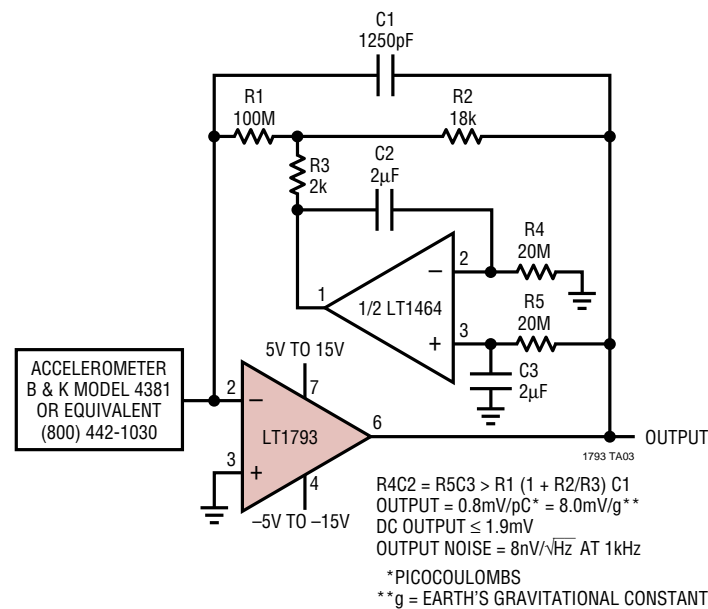 C1
1250pF
R1
100M
R2
18k
R3
2k
C2
2μF
R4
20M
2
–
1
1/2 LT1464
R5
20M
3
+
C3
2μF
ACCELEROMETER
B & K MODEL 4381
OR EQUIVALENT
(800) 442-1030
5V TO 15V
2
–
7
LT1793
6
OUTPUT
3
+
4
–5V TO –15V
1793 TA03
R4C2 = R5C3 > R1 (1 + R2/R3) C1
OUTPUT = 0.8mV/pC* = 8.0mV/g**
DC OUTPUT ≤ 1.9mV
OUTPUT NOISE = 8nV/√Hz AT 1kHz
*PICOCOULOMBS
**g = EARTH'S GRAVITATIONAL CONSTANT